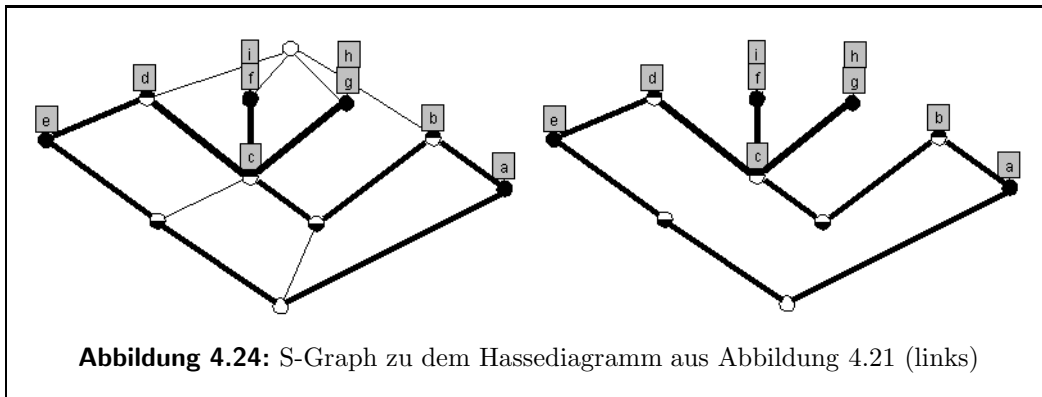 i h
d f g
e b
c
a
i h
d f g
e b
c
a
Abbildung 4.24: S-Graph zu dem Hassediagramm aus Abbildung 4.21 (links)